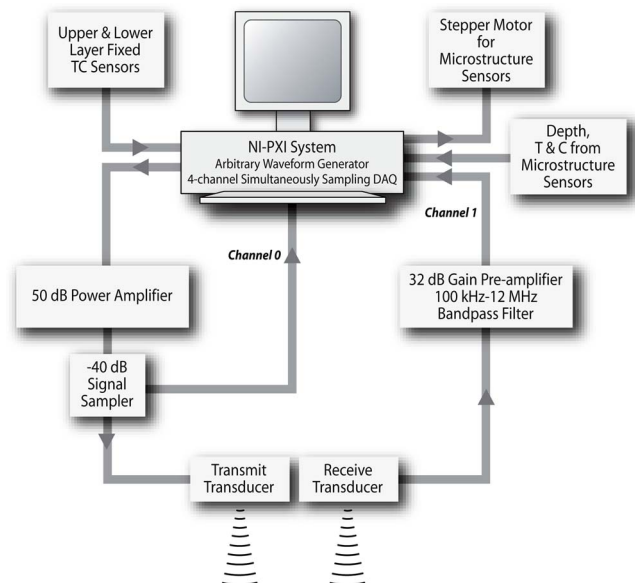 Upper & Lower
Layer Fixed
TC Sensors
Stepper Motor
for
Microstructure
Sensors
NI-PXI System
Arbitrary Waveform Generator
4-channel Simultaneously Sampling DAQ
Depth,
T & C from
Microstructure
Sensors
Channel 1
Channel 0
50 dB Power Amplifier
32 dB Gain Pre-amplifier
100 kHz-12 MHz
Bandpass Filter
-40 dB
Signal
Sampler
Transmit
Transducer
Receive
Transducer